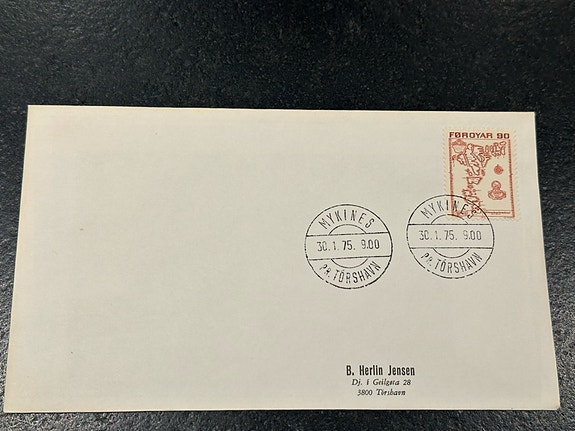 FØROYAR 90
MYKINES
30.1.75. 9.00
PR. TÓRSHAVN
MYKINES
30.1.75. 9.00
PR. TÓRSHAVN
B. Herlin Jensen
Dj. i Geilgøta 28
3800 Tórshavn